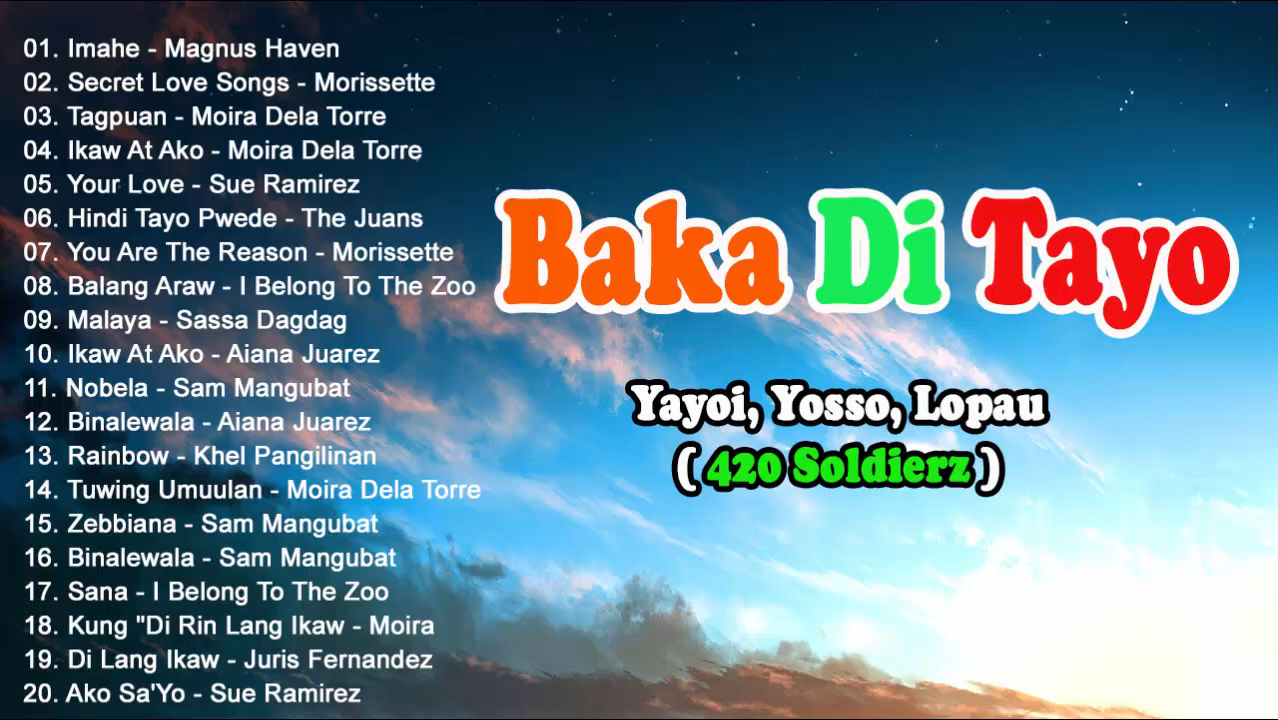 01. Imahe - Magnus Haven
02. Secret Love Songs - Morissette
03. Tagpuan - Moira Dela Torre
04. Ikaw At Ako - Moira Dela Torre
05. Your Love - Sue Ramirez
06. Hindi Tayo Pwede - The Juans
07. You Are The Reason - Morissette
08. Balang Araw - I Belong To The Zoo
09. Malaya - Sassa Dagdag
10. Ikaw At Ako - Aiana Juarez
11. Nobela - Sam Mangubat
12. Binalewala - Aiana Juarez
13. Rainbow - Khel Pangilinan
14. Tuwing Umuulan - Moira Dela Torre
15. Zebbiana - Sam Mangubat
16. Binalewala - Sam Mangubat
17. Sana - I Belong To The Zoo
18. Kung "Di Rin Lang Ikaw - Moira
19. Di Lang Ikaw - Juris Fernandez
20. Ako Sa'Yo - Sue Ramirez
Baka Di Tayo
Yayoi, Yosso, Lopau
( 420 Soldierz )